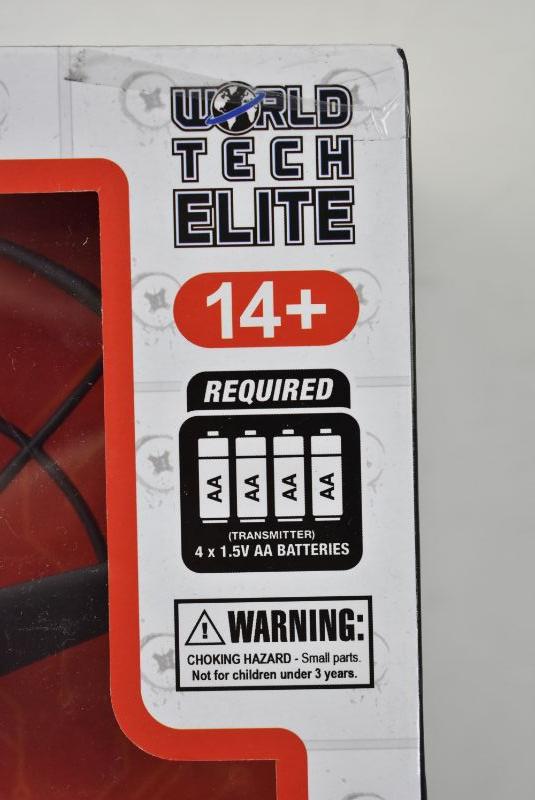 WORLD
TECH
ELITE
14+
REQUIRED
AA AA AA AA
(TRANSMITTER)
4 x 1.5V AA BATTERIES
WARNING:
CHOKING HAZARD - Small parts.
Not for children under 3 years.